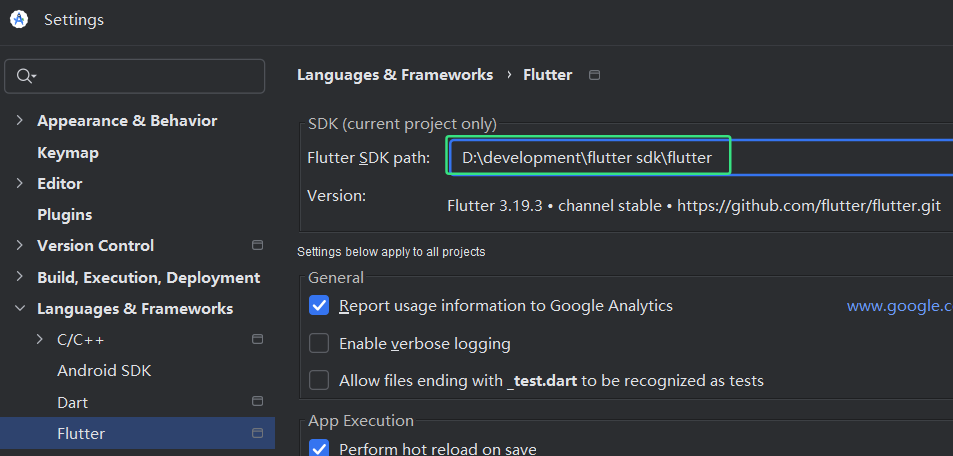 Settings
Languages & Frameworks › Flutter
Appearance & Behavior
Keymap
Editor
Plugins
Version Control
Build, Execution, Deployment
Languages & Frameworks
C/C++
Android SDK
Dart
Flutter
SDK (current project only)
Flutter SDK path: D:\development\flutter sdk\flutter
Version: Flutter 3.19.3 • channel stable • https://github.com/flutter/flutter.git
Settings below apply to all projects
General
Report usage information to Google Analytics www.google.c
Enable verbose logging
Allow files ending with _test.dart to be recognized as tests
App Execution
Perform hot reload on save